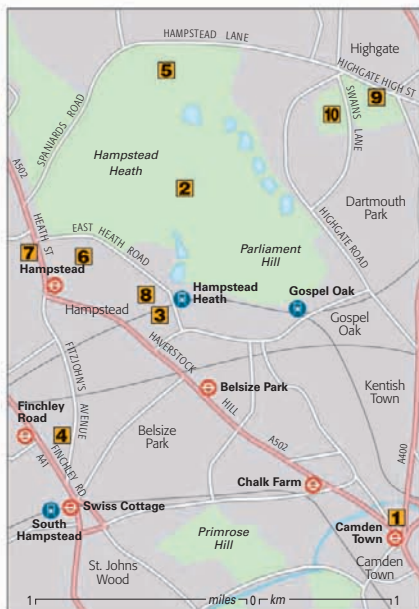 HAMPSTEAD LANE
Highgate
HIGHGATE HIGH ST
5
9
10
SWAINS LANE
SPANIARDS ROAD
Hampstead
Heath
A502
2
Dartmouth
Park
HEATH ST
EAST HEATH ROAD
HIGHGATE ROAD
Parliament
Hill
7
6
Hampstead
8
Hampstead
Heath
Gospel Oak
Hampstead
3
Gospel
Oak
HAVERSTOCK HILL
FITZJOHN'S AVENUE
Belsize Park
Kentish
Town
Finchley
Road
4
Belsize
Park
A502
A400
A41
FINCHLEY RD
Chalk Farm
Swiss Cottage
South
Hampstead
1
Primrose
Hill
Camden
Town
St. Johns
Wood
Camden
Town
1 miles 0 km 1